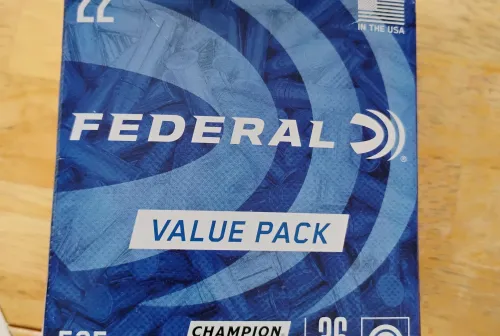 22
IN THE USA
FEDERAL
VALUE PACK
CHAMPION